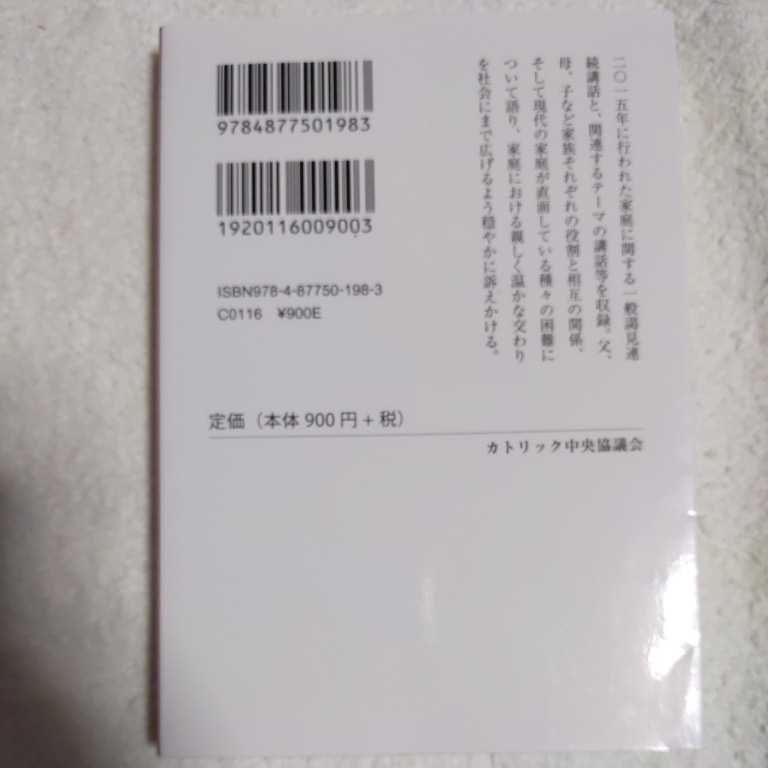 9784877501983
1920116009003
ISBN978-4-87750-198-3
C0116 ¥900E
定価（本体900円+税）
二〇一五年に行われた家庭に関する一般謁見連
続講話と、関連するテーマの講話等を収録。父、
母、子など家族それぞれの役割と相互の関係、
そして現代の家庭が直面している種々の困難に
ついて語り、家庭における親しく温かな交わり
を社会にまで広げるよう穏やかに訴えかける。
カトリック中央協議会